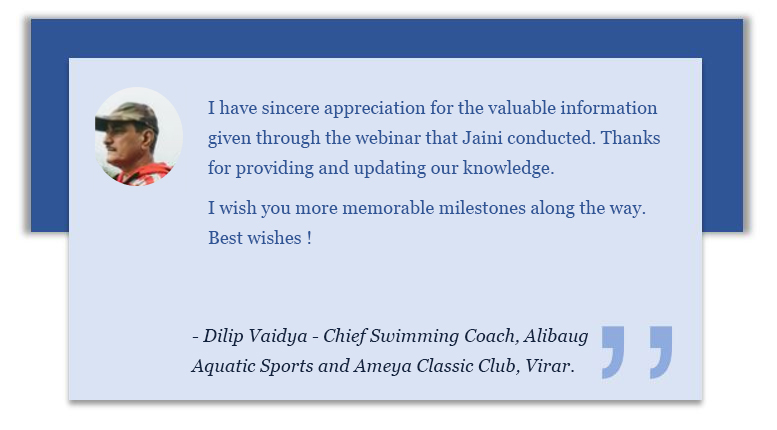 I have sincere appreciation for the valuable information
given through the webinar that Jaini conducted. Thanks
for providing and updating our knowledge.
I wish you more memorable milestones along the way.
Best wishes !
- Dilip Vaidya - Chief Swimming Coach, Alibaug
Aquatic Sports and Ameya Classic Club, Virar.